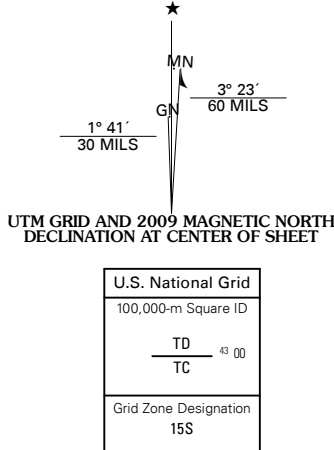 MN
GN
3° 23´
60 MILS
1° 41´
30 MILS
UTM GRID AND 2009 MAGNETIC NORTH
DECLINATION AT CENTER OF SHEET
U.S. National Grid
100,000-m Square ID
TD
43 00
TC
Grid Zone Designation
15S